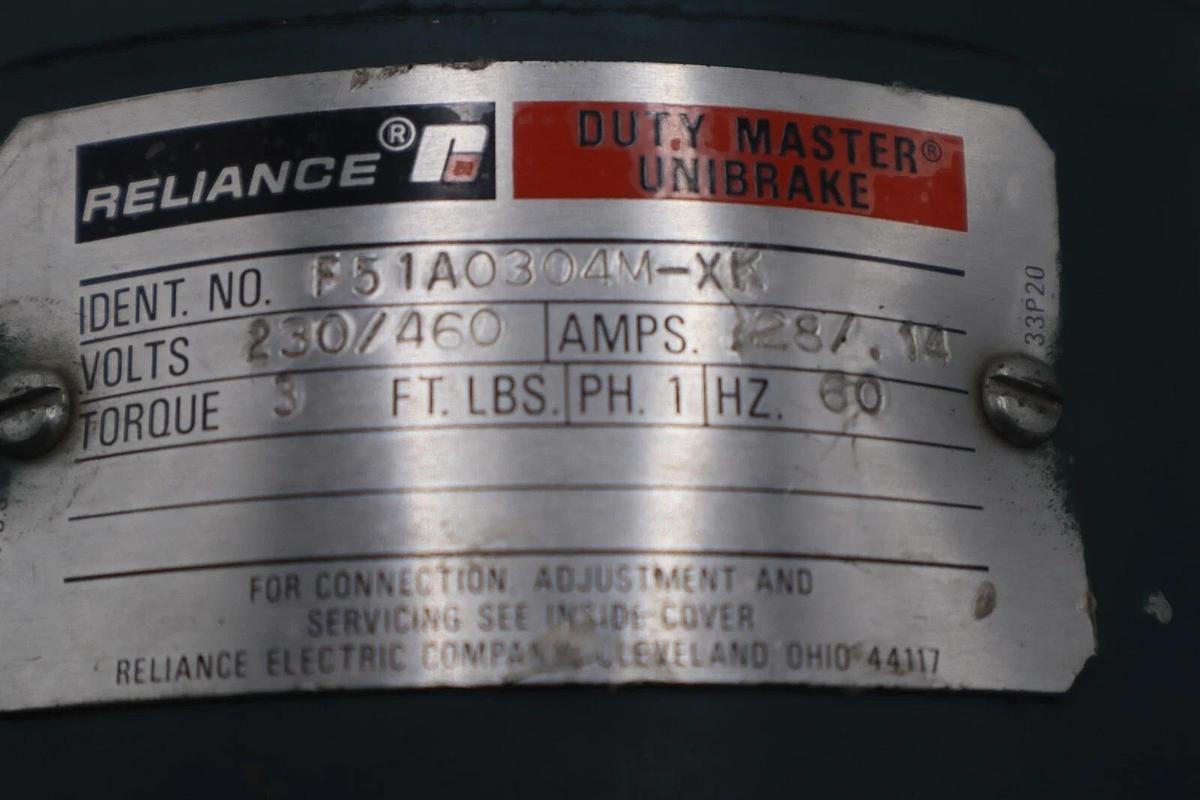 RELIANCE®
DUTY MASTER®
UNIBRAKE
IDENT. NO. F51A0304M-XK
VOLTS 230/460 AMPS. .28/.14
TORQUE 3 FT. LBS. PH. 1 HZ. 60
33P20
FOR CONNECTION, ADJUSTMENT AND
SERVICING SEE INSIDE COVER
RELIANCE ELECTRIC COMPANY, CLEVELAND, OHIO 44117